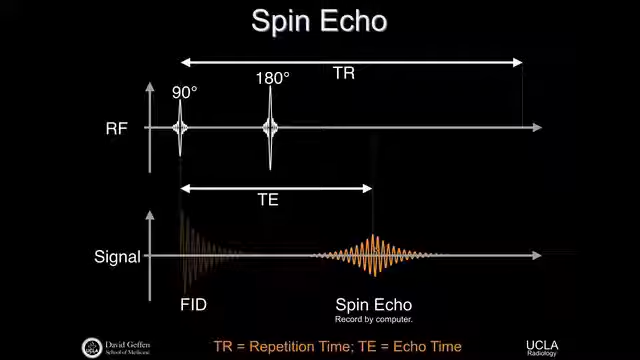 Spin Echo
TR
90°
180°
RF
TE
Signal
FID
Spin Echo
Record by computer.
UCLA
David Geffen
School of Medicine
TR = Repetition Time; TE = Echo Time
UCLA
Radiology